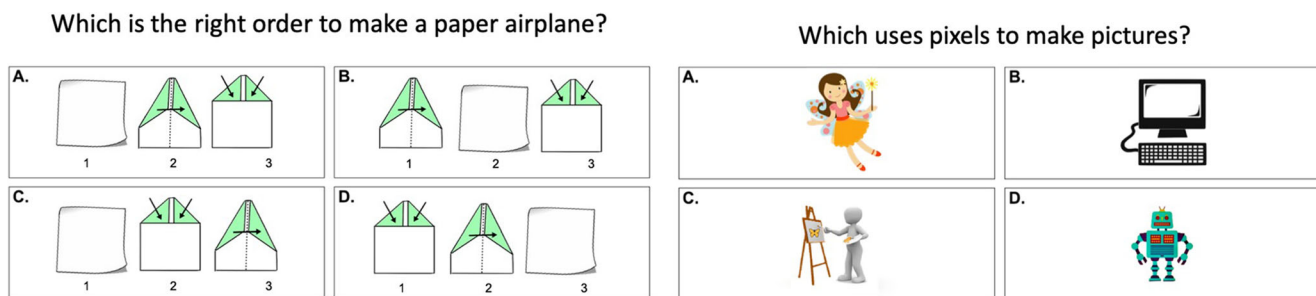 Which is the right order to make a paper airplane?
A.
1 2 3
B.
1 2 3
C.
1 2 3
D.
1 2 3
Which uses pixels to make pictures?
A.
B.
C.
D.